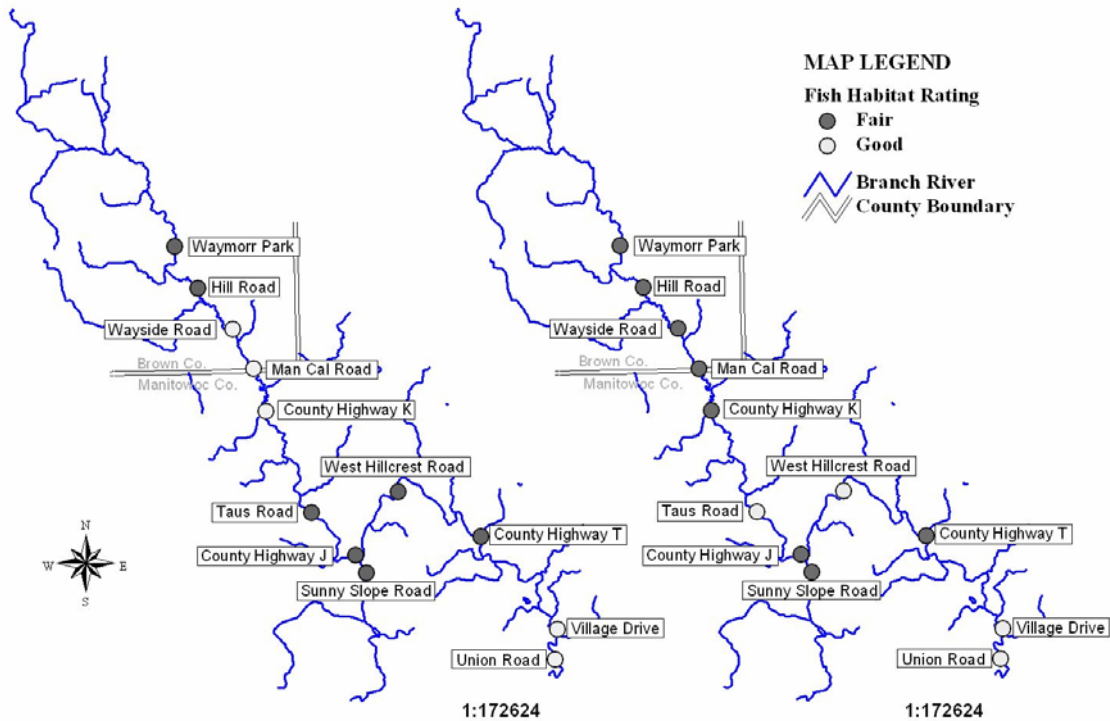 MAP LEGEND
Fish Habitat Rating
Fair
Good
Branch River
County Boundary
Waymorr Park
Hill Road
Wayside Road
Brown Co.
Man Cal Road
Manitowoc Co.
County Highway K
West Hillcrest Road
Taus Road
County Highway T
County Highway J
Sunny Slope Road
Village Drive
Union Road
1:172624
Waymorr Park
Hill Road
Wayside Road
Brown Co.
Man Cal Road
Manitowoc Co.
County Highway K
West Hillcrest Road
Taus Road
County Highway T
County Highway J
Sunny Slope Road
Village Drive
Union Road
1:172624
N
W
E
S